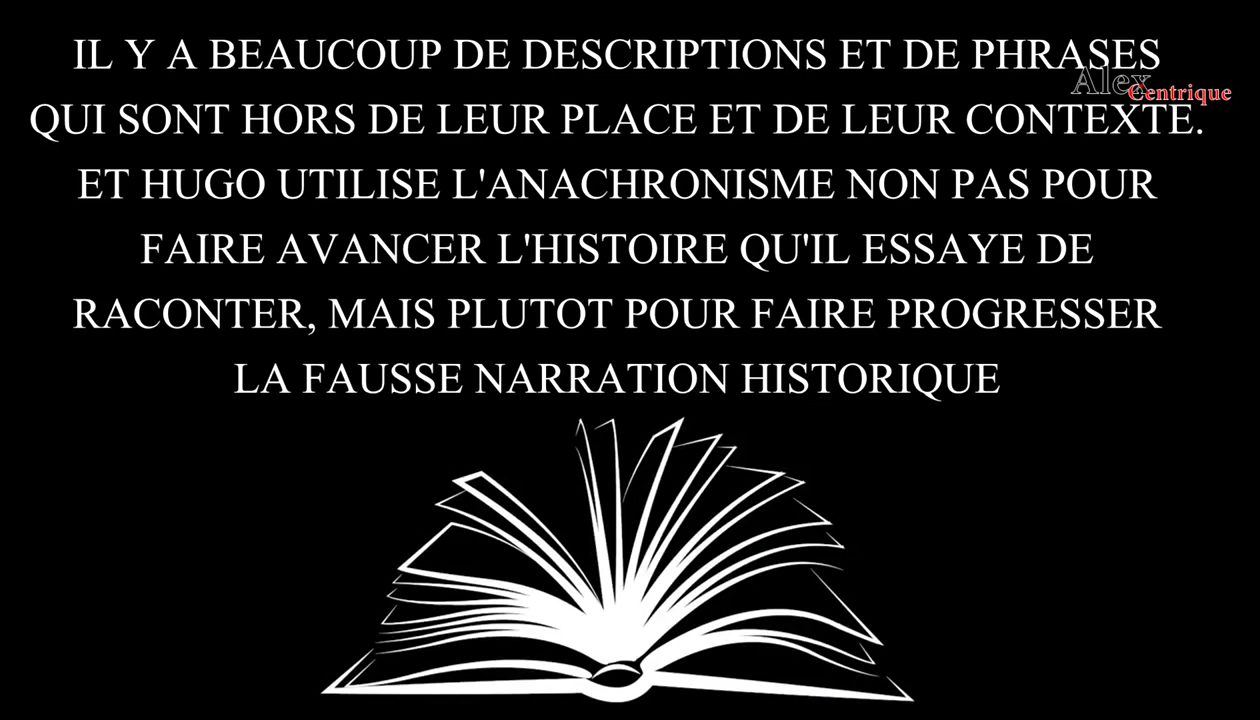 IL Y A BEAUCOUP DE DESCRIPTIONS ET DE PHRASES
Alex
Centrique
QUI SONT HORS DE LEUR PLACE ET DE LEUR CONTEXTE.
ET HUGO UTILISE L'ANACHRONISME NON PAS POUR
FAIRE AVANCER L'HISTOIRE QU'IL ESSAYE DE
RACONTER, MAIS PLUTOT POUR FAIRE PROGRESSER
LA FAUSSE NARRATION HISTORIQUE